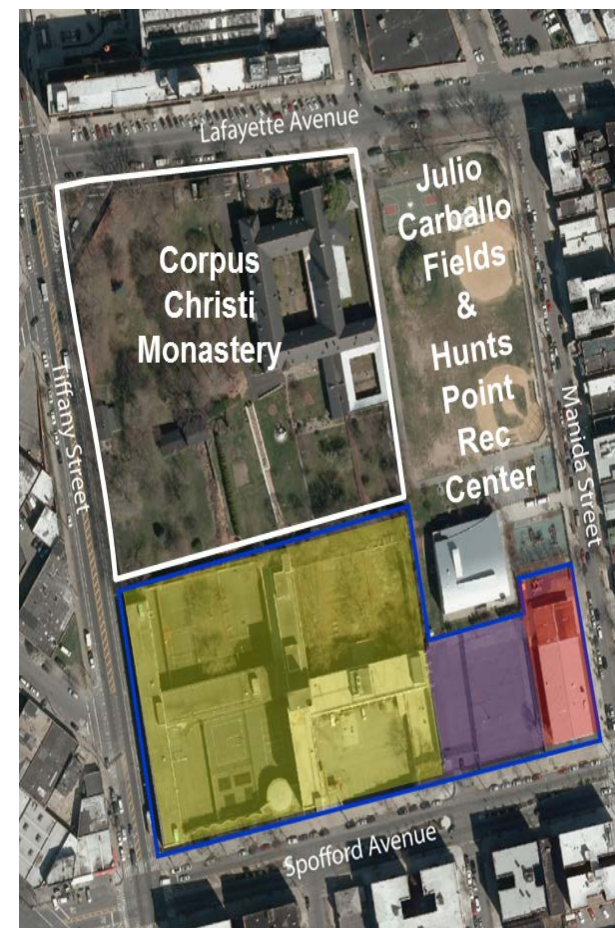 Lafayette Avenue
Corpus
Christi
Monastery
Julio
Carballo
Fields
&
Hunts
Point
Rec
Center
Tiffany Street
Manida Street
Spofford Avenue